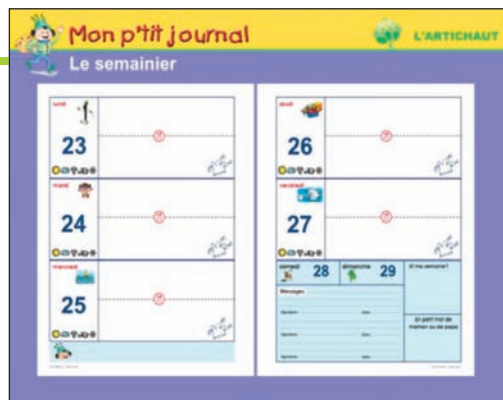 Mon p'tit journal
L'ARTICHAUT
Le semainier
lundi
23
mardi
24
mercredi
25
jeudi
26
vendredi
27
samedi 28
dimanche 29
Messages :
Et ma semaine ?
Un petit mot de
maman ou de papa